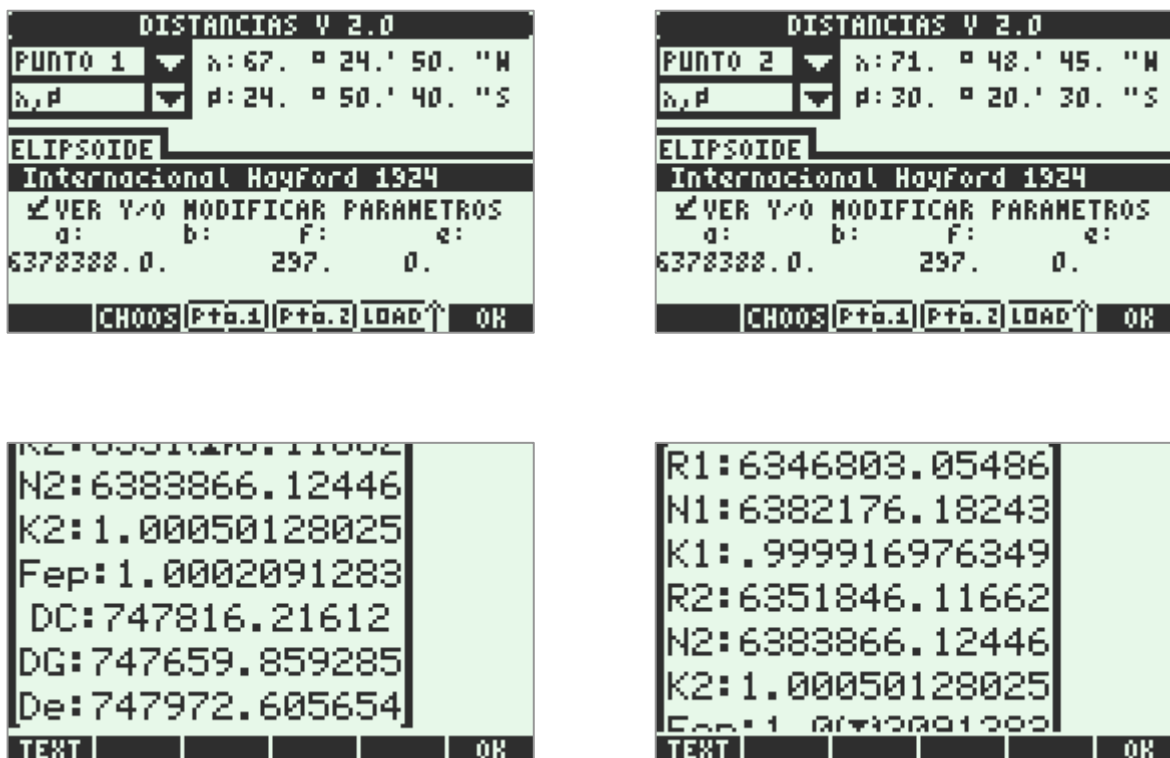 DISTANCIAS V 2.0
PUNTO 1 λ:67. ° 24.' 50. "W
λ,ϕ ϕ:24. ° 50.' 40. "S
ELIPSOIDE
Internacional Hayford 1924
VER Y/O MODIFICAR PARAMETROS
a: b: f: e:
6378388.0. 297. 0.
CHOOS Pto.1 Pto.2 LOAD↑ OK
DISTANCIAS V 2.0
PUNTO 2 λ:71. ° 48.' 45. "W
λ,ϕ ϕ:30. ° 20.' 30. "S
ELIPSOIDE
Internacional Hayford 1924
VER Y/O MODIFICAR PARAMETROS
a: b: f: e:
6378388.0. 297. 0.
CHOOS Pto.1 Pto.2 LOAD↑ OK
N2:6383866.12446
K2:1.00050128025
Fep:1.0002091283
DC:747816.21612
DG:747659.859285
De:747972.605654
TEXT OK
R1:6346803.05486
N1:6382176.18243
K1:.999916976349
R2:6351846.11662
N2:6383866.12446
K2:1.00050128025
TEXT OK